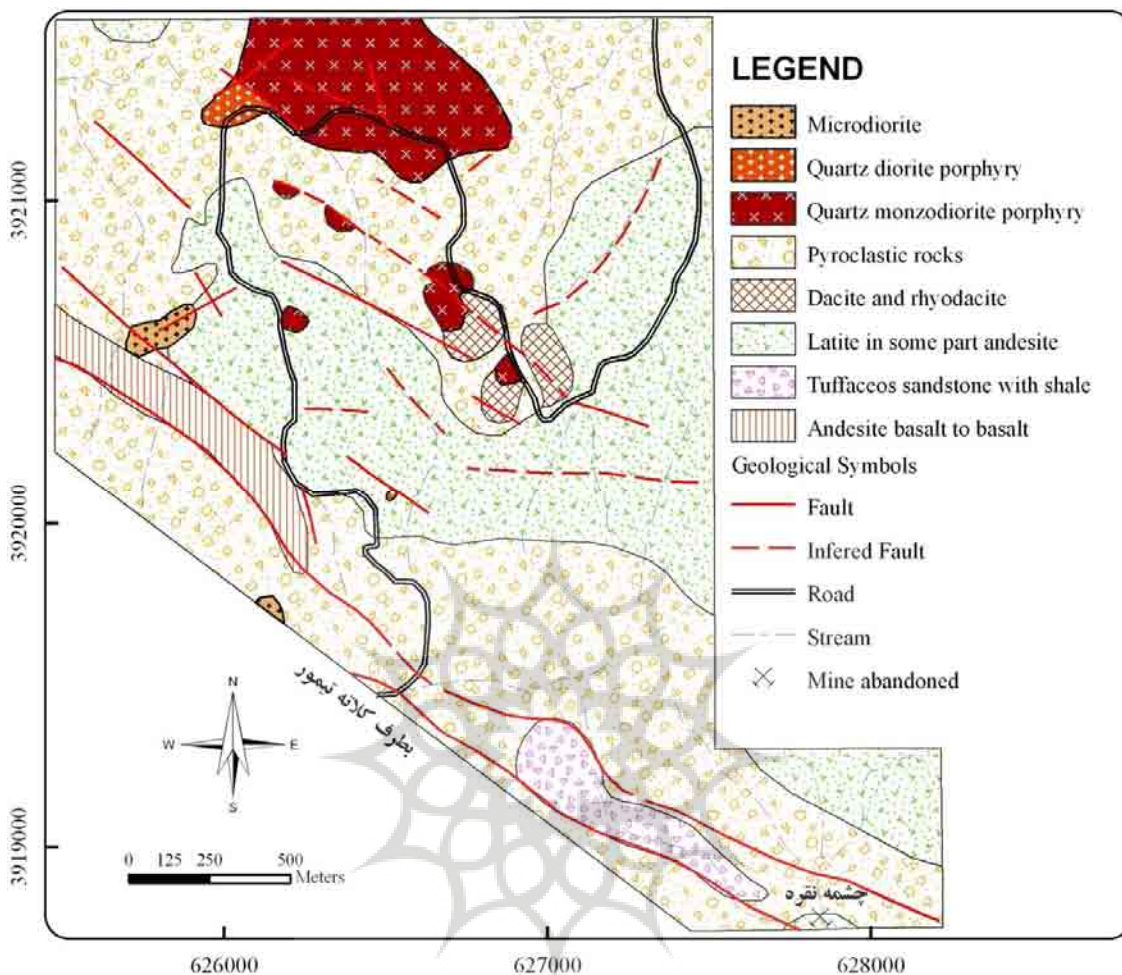 LEGEND
Microdiorite
Quartz diorite porphyry
Quartz monzodiorite porphyry
Pyroclastic rocks
Dacite and rhyodacite
Latite in some part andesite
Tuffaceos sandstone with shale
Andesite basalt to basalt
Geological Symbols
Fault
Infered Fault
Road
Stream
Mine abandoned
3921000
3920000
3919000
بطرف کلاته تیمور
N
W E
S
0 125 250 500
Meters
چشمه نقره
626000 627000 628000